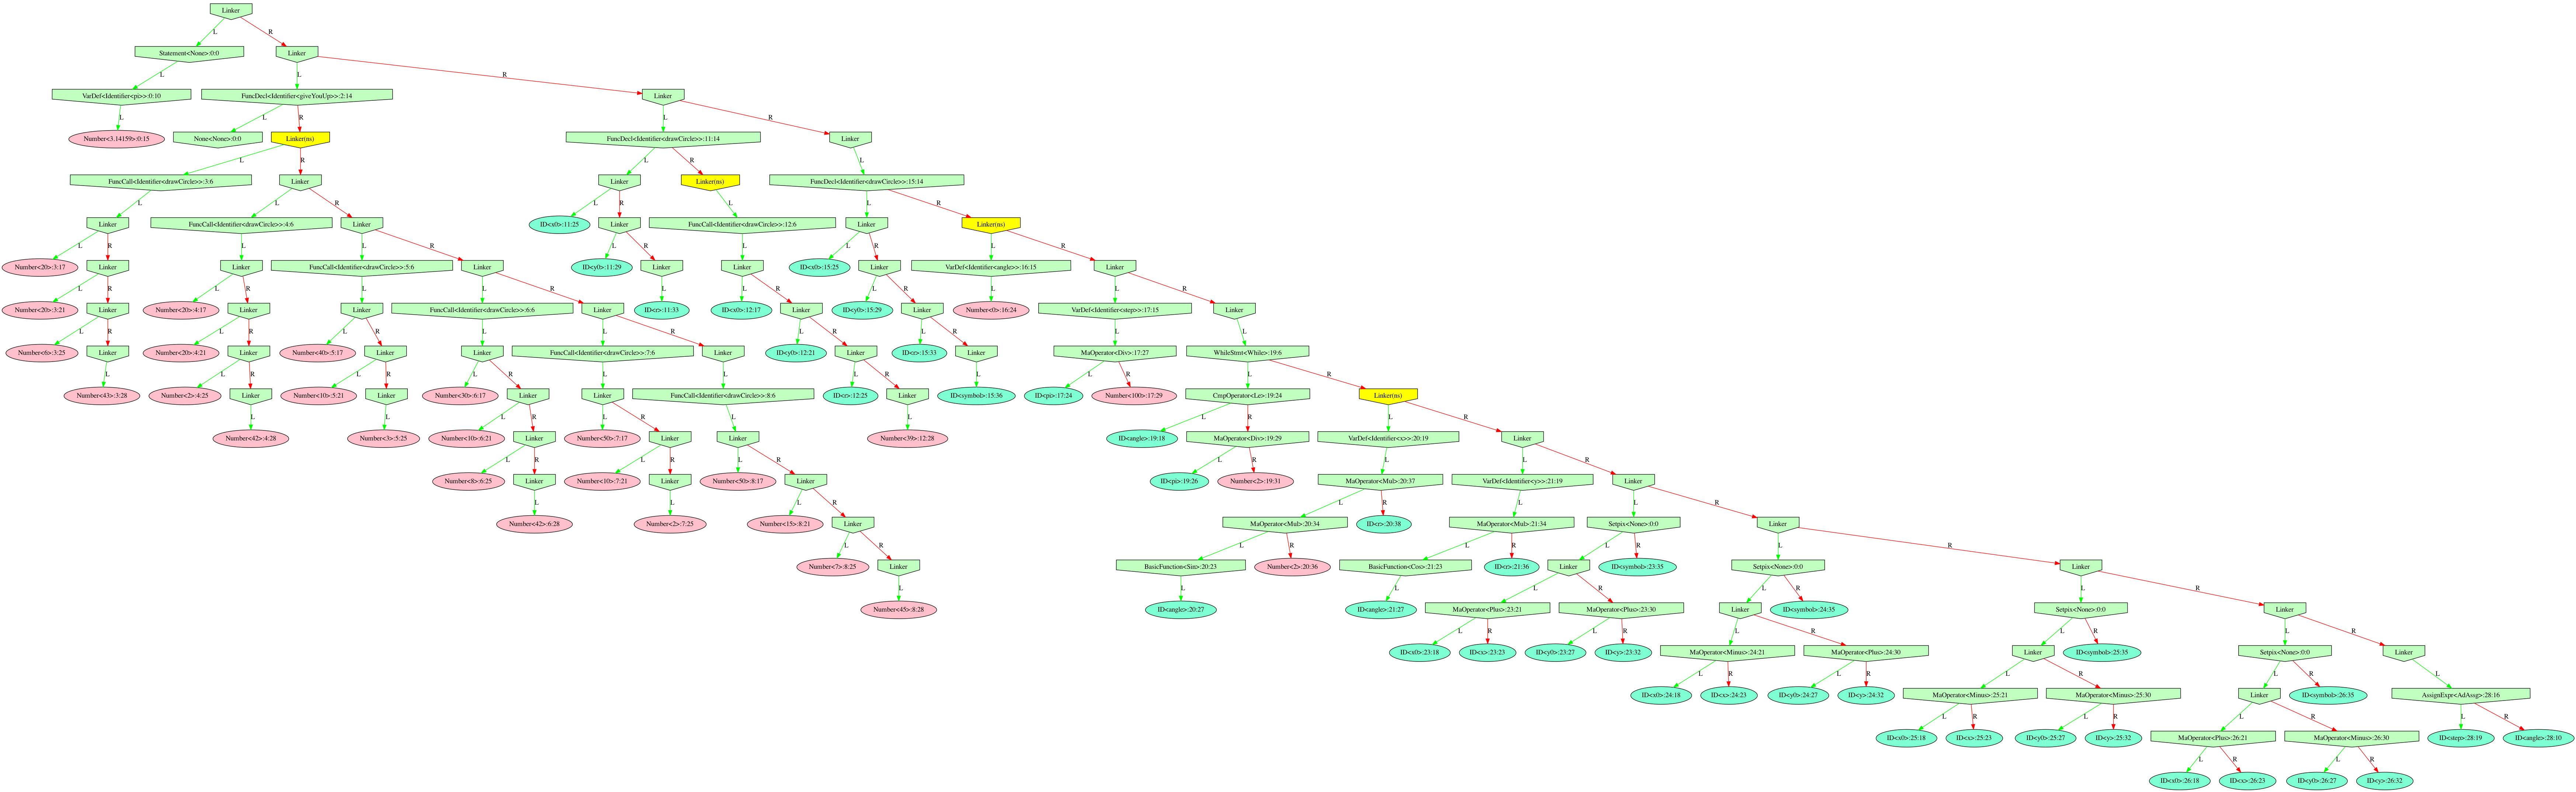 Linker
L R
Statement<None>:0:0 Linker
L L R
VarDef<Identifier<pi>>:0:10 FuncDecl<Identifier<giveYouUp>>:2:14 Linker
L L R L R
Number<3.14159>:0:15 None<None>:0:0 Linker(ns) FuncDecl<Identifier<drawCircle>>:11:14 Linker
L R L R L
FuncCall<Identifier<drawCircle>>:3:6 Linker Linker Linker(ns) FuncDecl<Identifier<drawCircle>>:15:14
L L R L R L L R
Linker FuncCall<Identifier<drawCircle>>:4:6 Linker ID<x0>:11:25 Linker FuncCall<Identifier<drawCircle>>:12:6 Linker Linker(ns)
L R L L R L R L L R L R
Number<20>:3:17 Linker Linker FuncCall<Identifier<drawCircle>>:5:6 Linker ID<y0>:11:29 Linker Linker ID<x0>:15:25 Linker VarDef<Identifier<angle>>:16:15 Linker
L R L R L L R L L R L R L L R
Number<20>:3:21 Linker Number<20>:4:17 Linker Linker FuncCall<Identifier<drawCircle>>:6:6 Linker ID<r>:11:33 ID<x0>:12:17 Linker ID<y0>:15:29 Linker Number<0>:16:24 VarDef<Identifier<step>>:17:15 Linker
L R L R L R L L R L R L R L L
Number<6>:3:25 Linker Number<20>:4:21 Linker Number<40>:5:17 Linker Linker FuncCall<Identifier<drawCircle>>:7:6 Linker ID<y0>:12:21 Linker ID<r>:15:33 Linker MaOperator<Div>:17:27 WhileStmt<While>:19:6
L L R L R L R L L L R L L R L R
Number<43>:3:28 Number<2>:4:25 Linker Number<10>:5:21 Linker Number<30>:6:17 Linker Linker FuncCall<Identifier<drawCircle>>:8:6 ID<r>:12:25 Linker ID<symbol>:15:36 ID<pi>:17:24 Number<100>:17:29 CmpOperator<Le>:19:24 Linker(ns)
L L L R L R L L L R L R
Number<42>:4:28 Number<3>:5:25 Number<10>:6:21 Linker Number<50>:7:17 Linker Linker Number<39>:12:28 ID<angle>:19:18 MaOperator<Div>:19:29 VarDef<Identifier<x>>:20:19 Linker
L R L R L R L R L L R
Number<8>:6:25 Linker Number<10>:7:21 Linker Number<50>:8:17 Linker ID<pi>:19:26 Number<2>:19:31 MaOperator<Mul>:20:37 VarDef<Identifier<y>>:21:19 Linker
L L L R L R L L R
Number<42>:6:28 Number<2>:7:25 Number<15>:8:21 Linker MaOperator<Mul>:20:34 ID<r>:20:38 MaOperator<Mul>:21:34 Setpix<None>:0:0 Linker
L R L R L R L R L R
Number<7>:8:25 Linker BasicFunction<Sin>:20:23 Number<2>:20:36 BasicFunction<Cos>:21:23 ID<r>:21:36 Linker ID<symbol>:23:35 Setpix<None>:0:0 Linker
L L L L R L R L R
Number<45>:8:28 ID<angle>:20:27 ID<angle>:21:27 MaOperator<Plus>:23:21 MaOperator<Plus>:23:30 Linker ID<symbol>:24:35 Setpix<None>:0:0 Linker
L R L R L R L R L R
ID<x0>:23:18 ID<x>:23:23 ID<y0>:23:27 ID<y>:23:32 MaOperator<Minus>:24:21 MaOperator<Plus>:24:30 Linker ID<symbol>:25:35 Setpix<None>:0:0 Linker
L R L R L R L R L
ID<x0>:24:18 ID<x>:24:23 ID<y0>:24:27 ID<y>:24:32 MaOperator<Minus>:25:21 MaOperator<Minus>:25:30 Linker ID<symbol>:26:35 AssignExpr<AdAssg>:28:16
L R L R L R L R
ID<x0>:25:18 ID<x>:25:23 ID<y0>:25:27 ID<y>:25:32 MaOperator<Plus>:26:21 MaOperator<Minus>:26:30 ID<step>:28:19 ID<angle>:28:10
L R L R
ID<x0>:26:18 ID<x>:26:23 ID<y0>:26:27 ID<y>:26:32